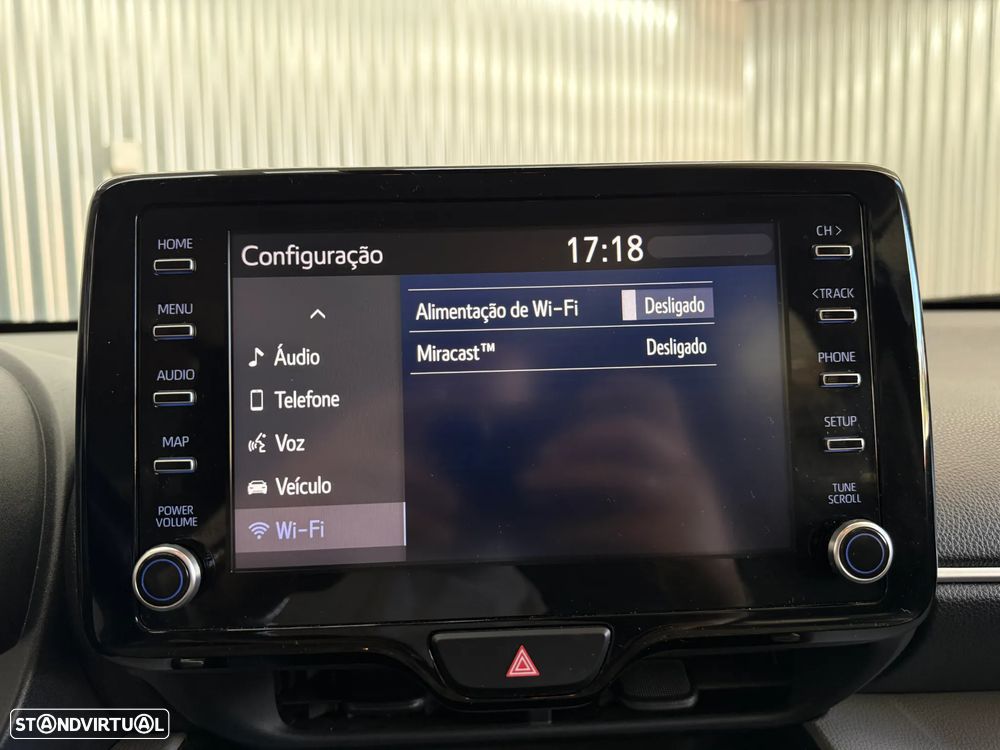 HOME
MENU
AUDIO
MAP
POWER
VOLUME
Configuração
17:18
Áudio
Telefone
Voz
Veículo
Wi-Fi
Alimentação de Wi-Fi Desligado
Miracast™ Desligado
CH >
< TRACK
PHONE
SETUP
TUNE
SCROLL
STANDVIRTUAL